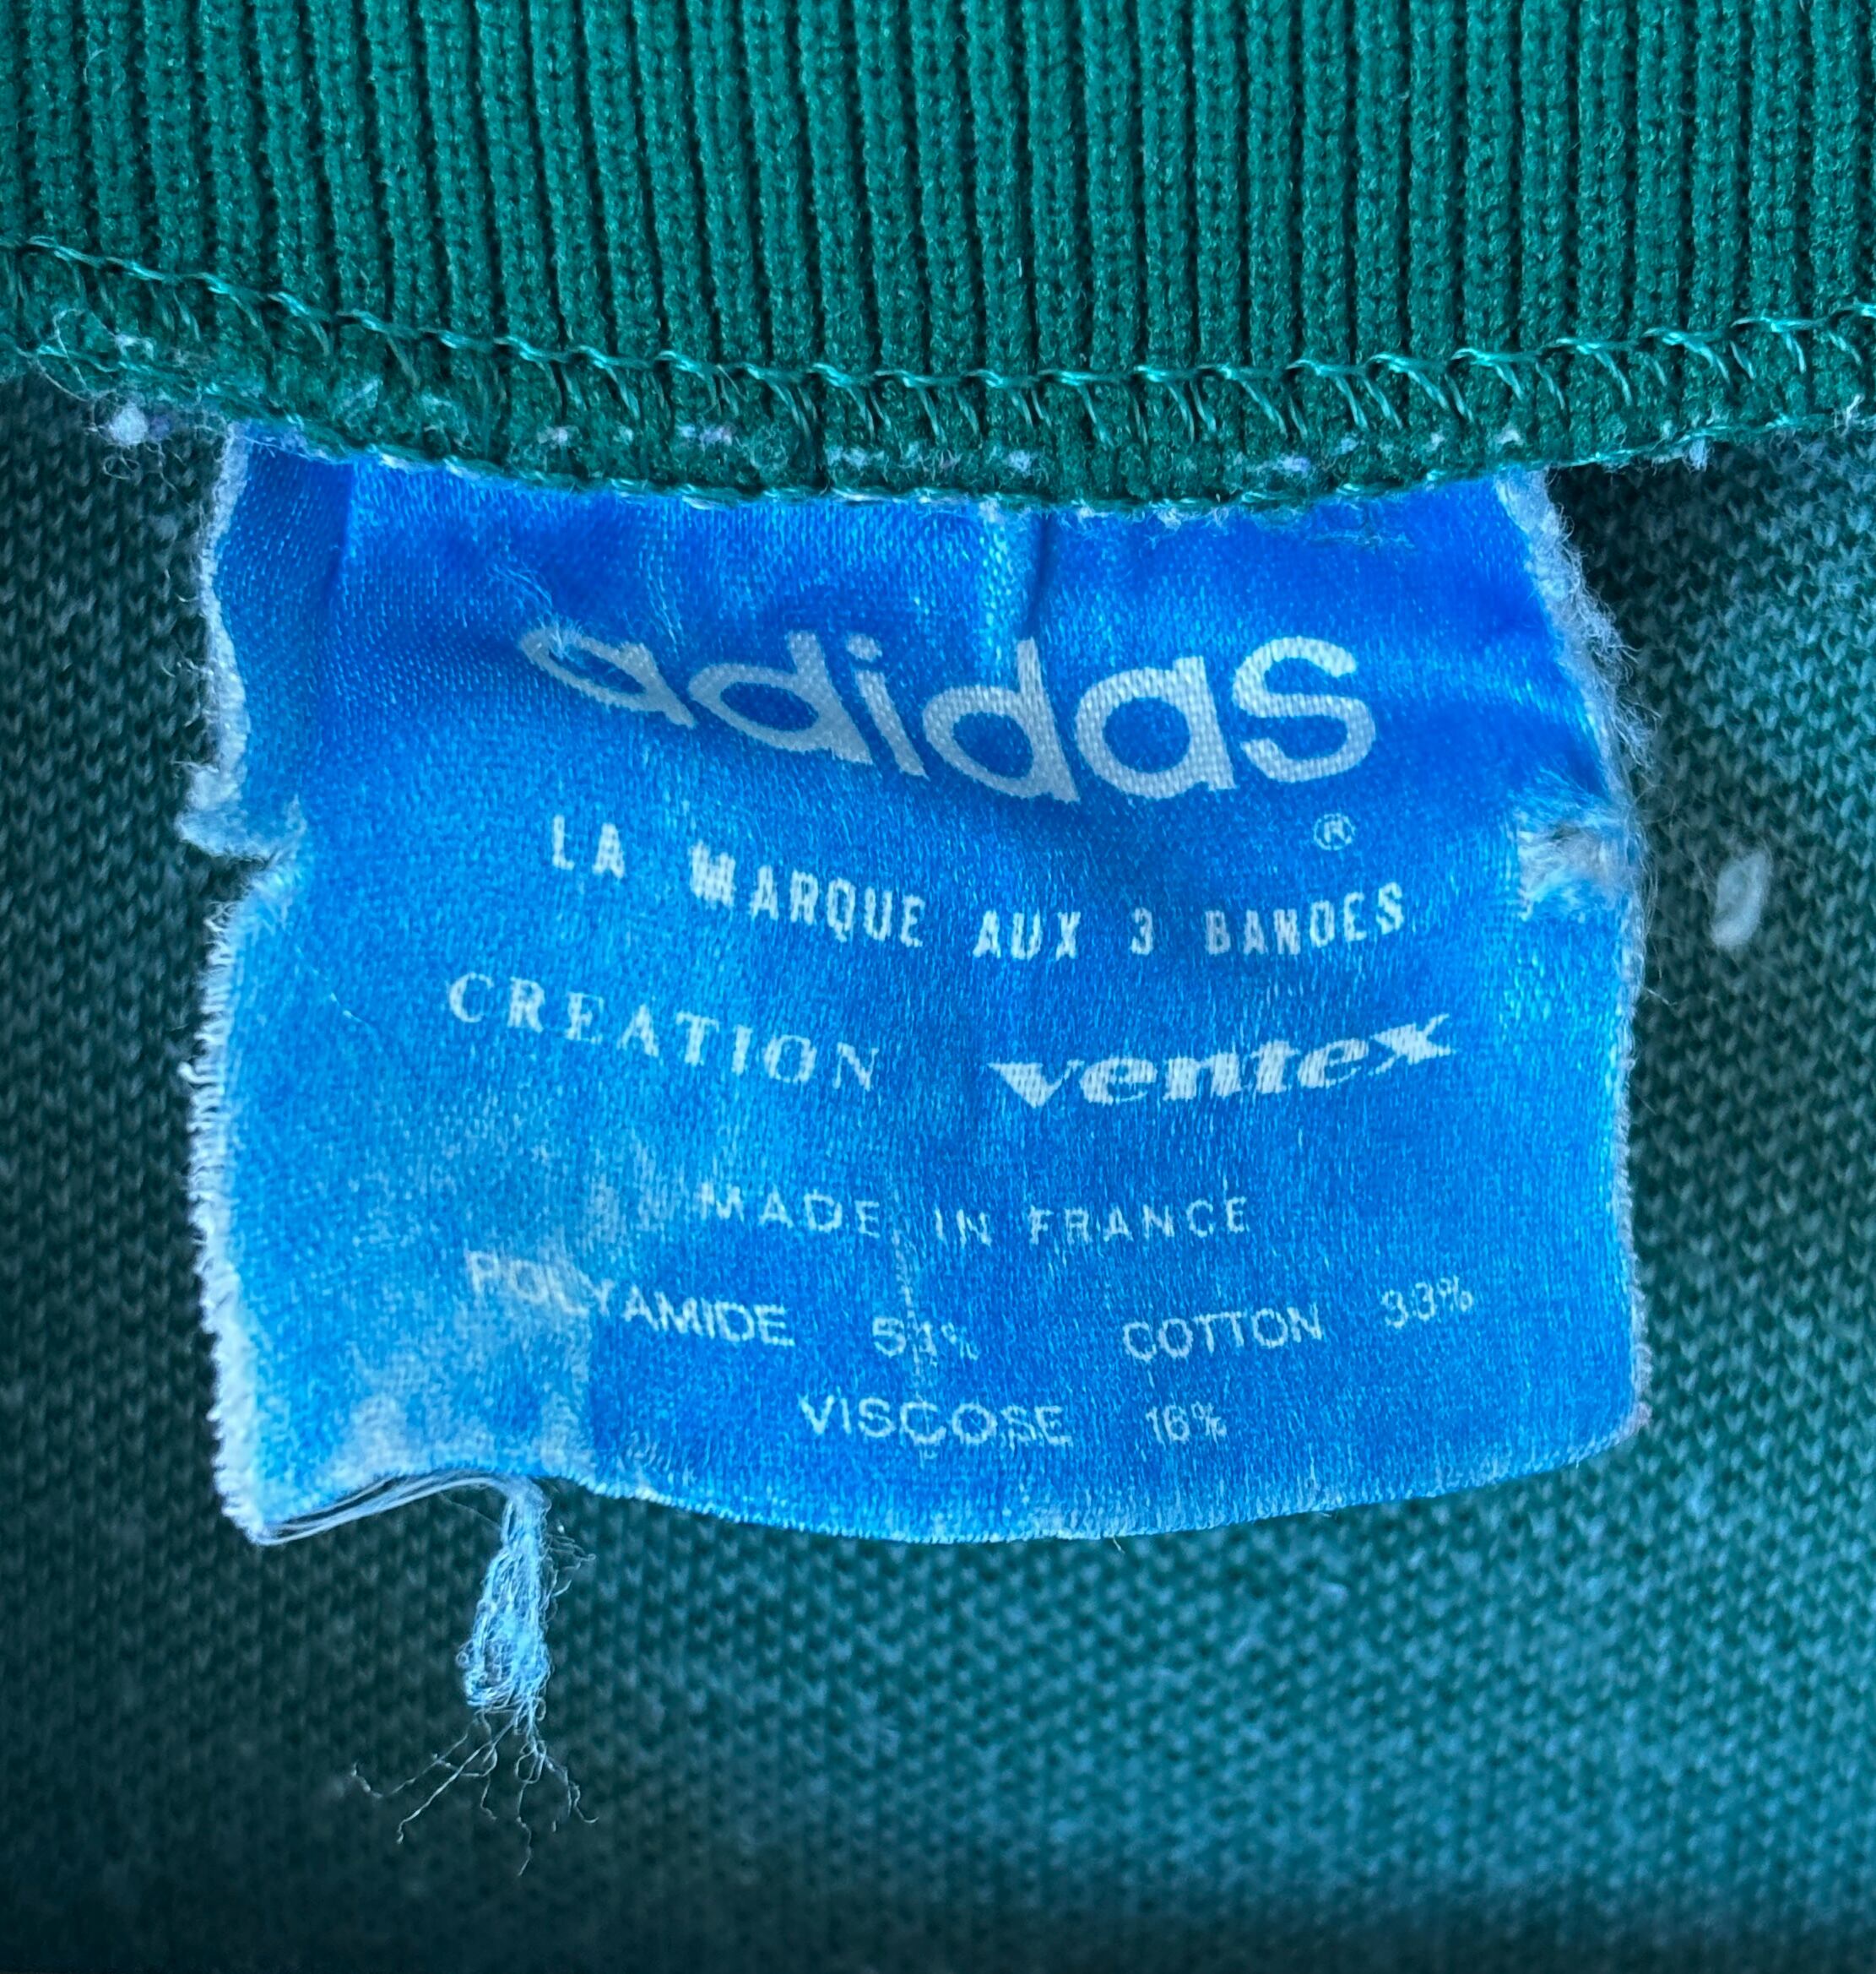 adidas
®
LA MARQUE AUX 3 BANDES
CREATION ventex
MADE IN FRANCE
POLYAMIDE 51% COTTON 33%
VISCOSE 16%